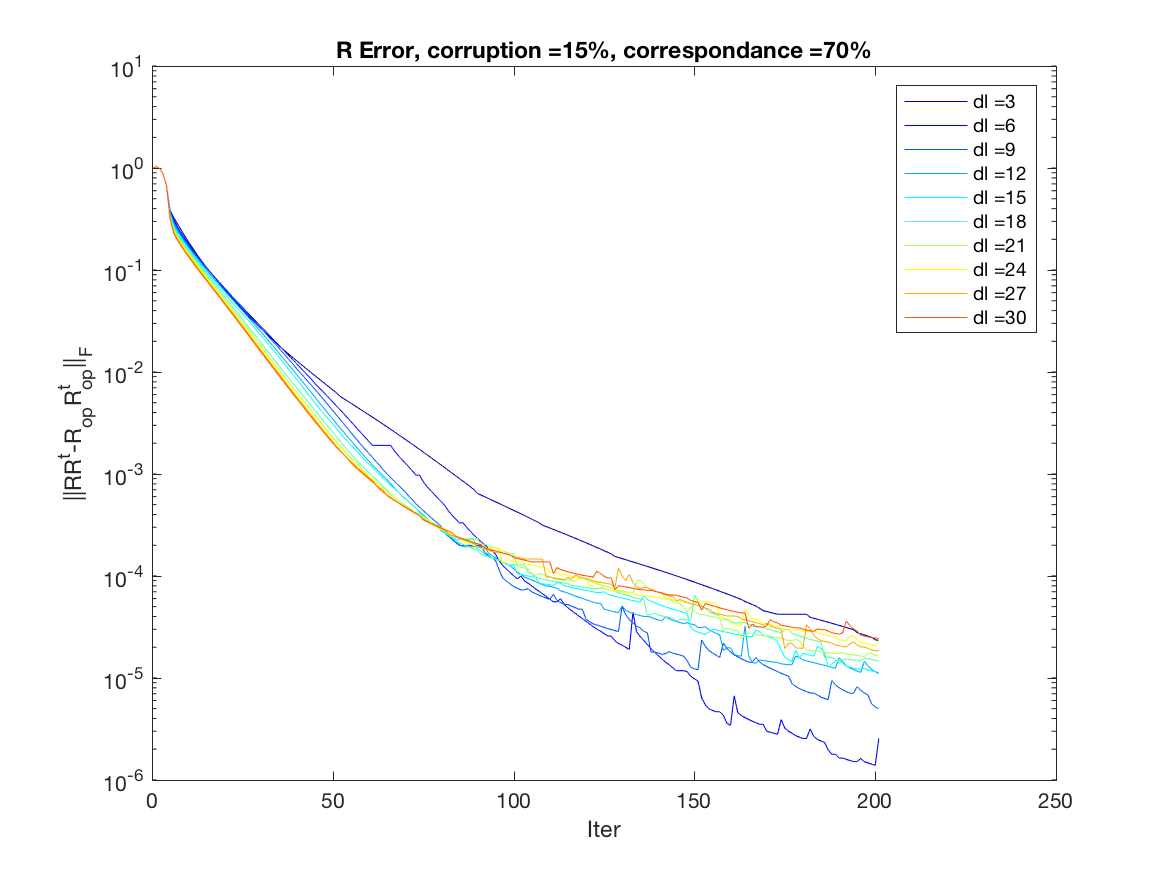 R Error, corruption =15%, correspondance =70%
10^1
10^0
10^-1
10^-2
10^-3
10^-4
10^-5
10^-6
||RR^t-R_op R_op^t||_F
0 50 100 150 200 250
Iter
dl =3
dl =6
dl =9
dl =12
dl =15
dl =18
dl =21
dl =24
dl =27
dl =30